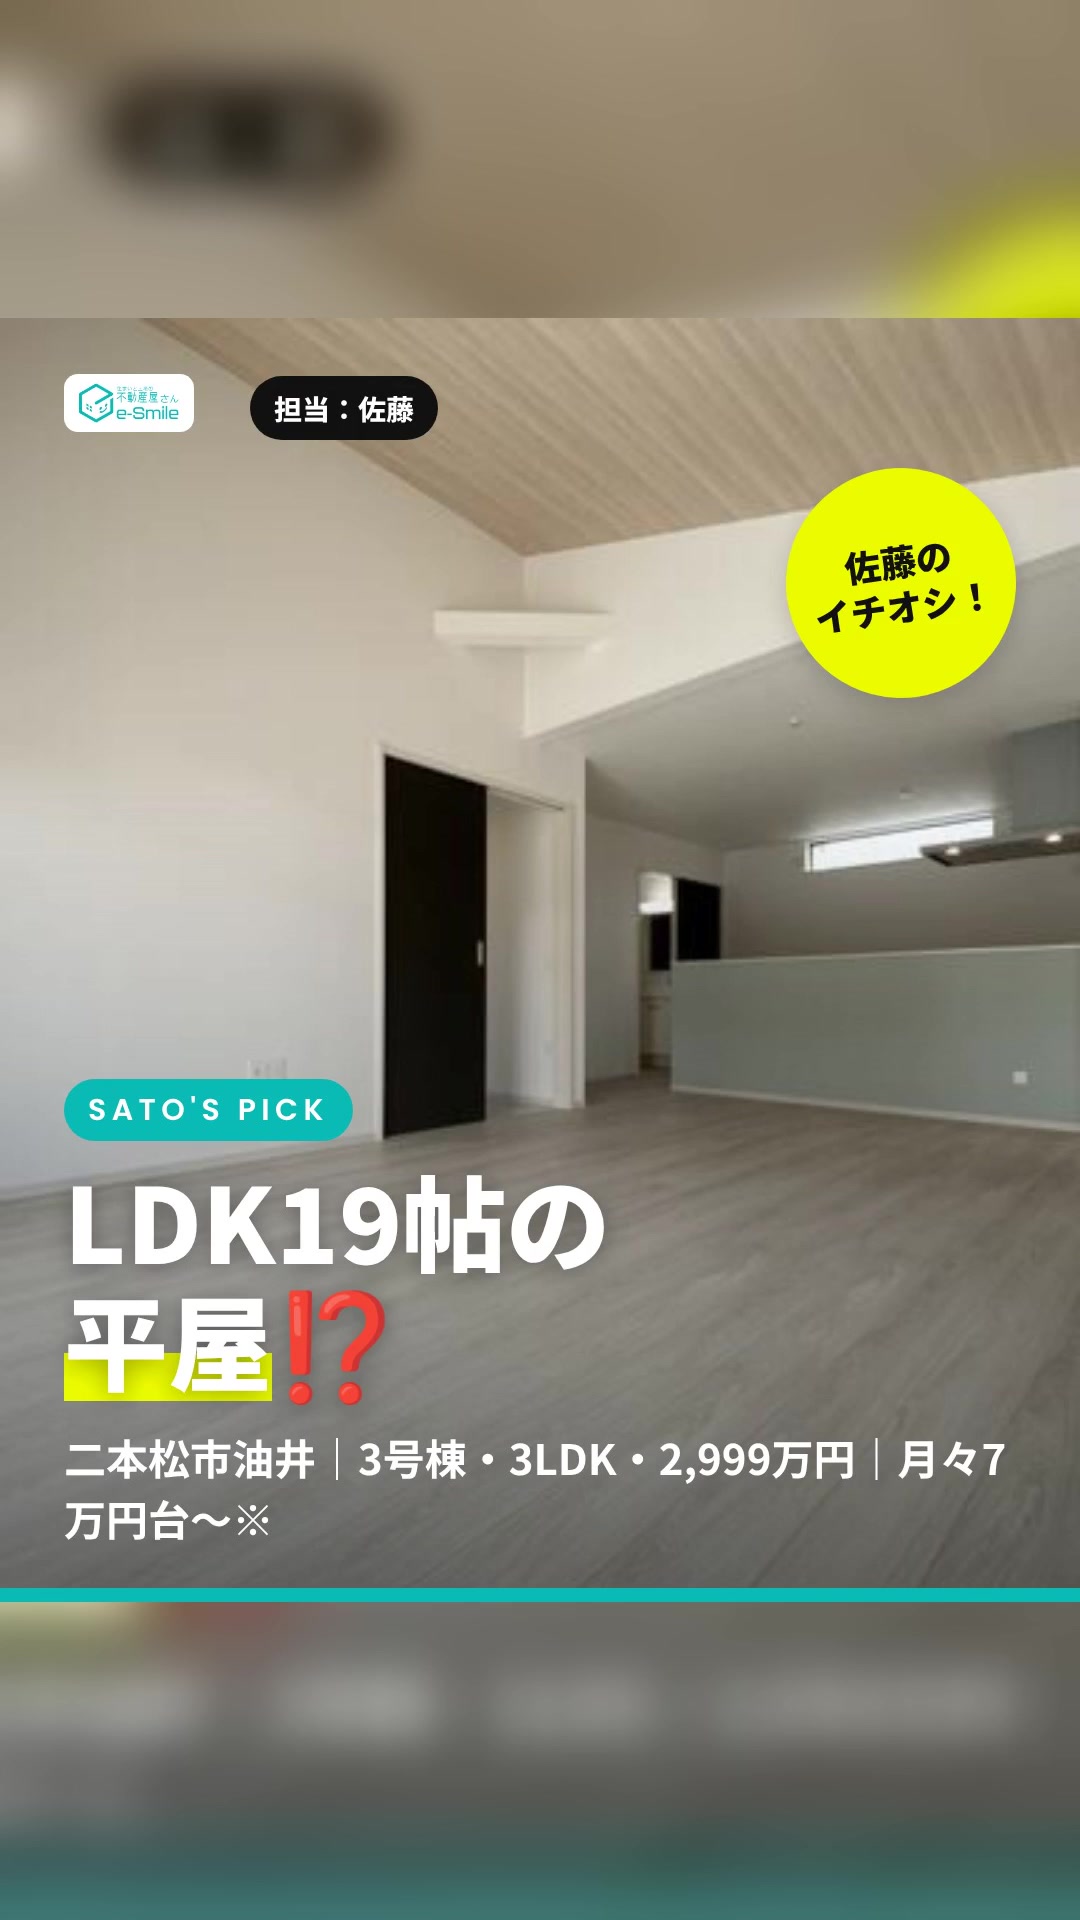 不動産屋さん
e-Smile
担当：佐藤
佐藤の
イチオシ！
SATO'S PICK
LDK19帖の
平屋⁉️
二本松市油井｜3号棟・3LDK・2,999万円｜月々7
万円台〜※